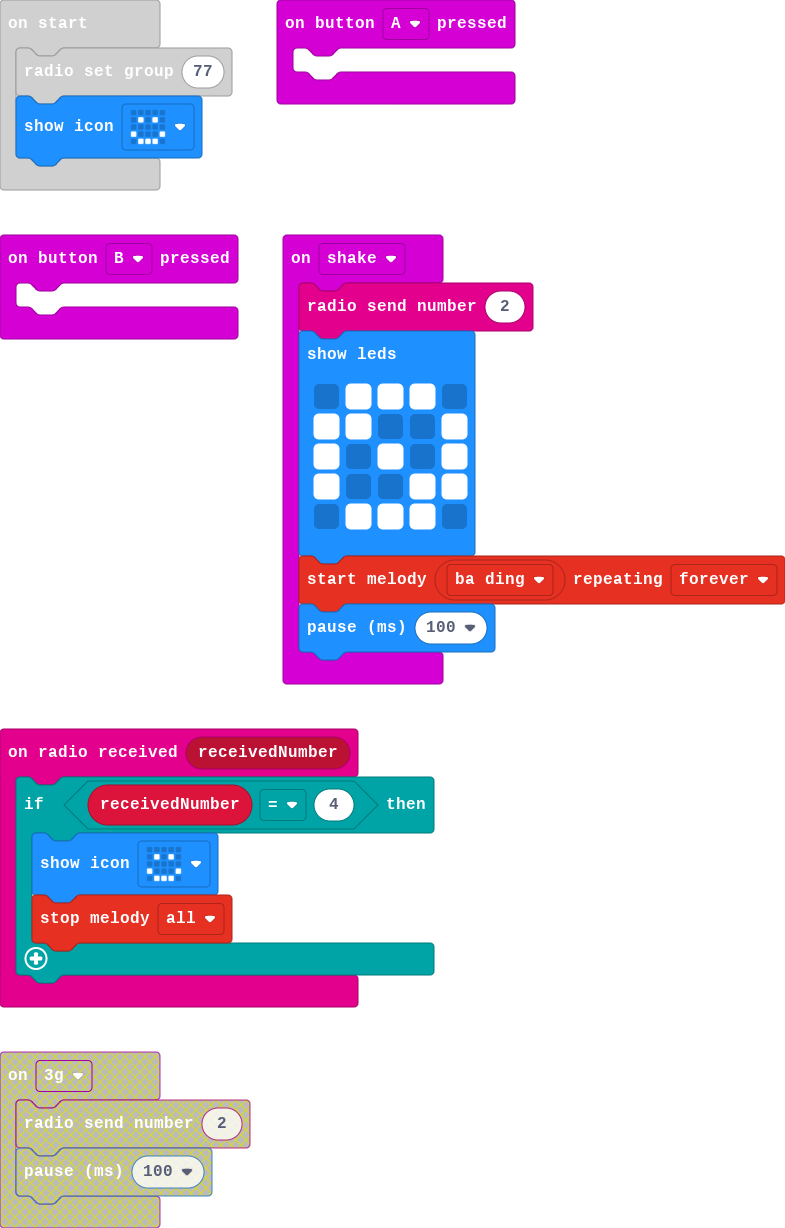 on start
radio set group 77
show icon
on button A pressed
on button B pressed
on shake
radio send number 2
show leds
start melody ba ding repeating forever
pause (ms) 100
on radio received receivedNumber
if receivedNumber = 4 then
show icon
stop melody all
on 3g
radio send number 2
pause (ms) 100